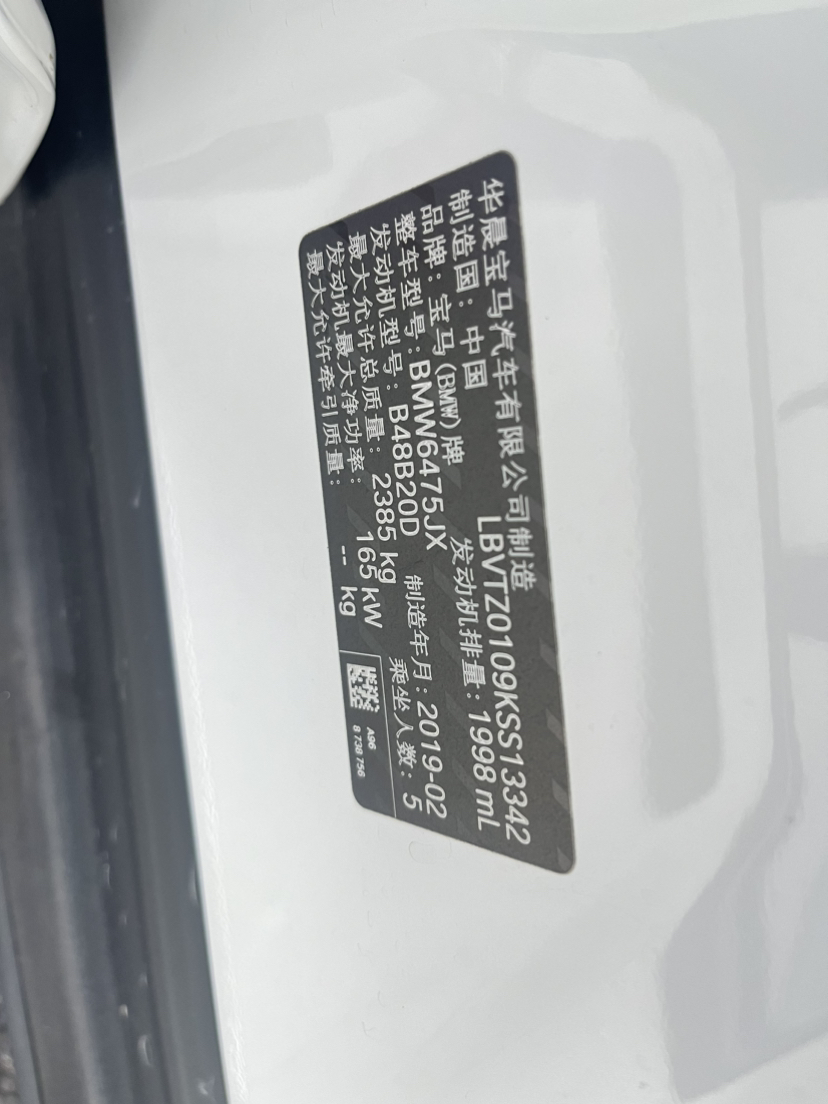 华晨宝马汽车有限公司制造
制造国：中国 LBVTZ0109KSS13342
品牌：宝马(BMW)牌 发动机排量：1998 mL
整车型号：BMW6475JX 制造年月：2019-02
发动机型号：B48B20D 乘坐人数：5
最大允许总质量：2385 kg
发动机最大净功率：165 kW
最大允许牵引质量：-- kg
A96
8 738 756